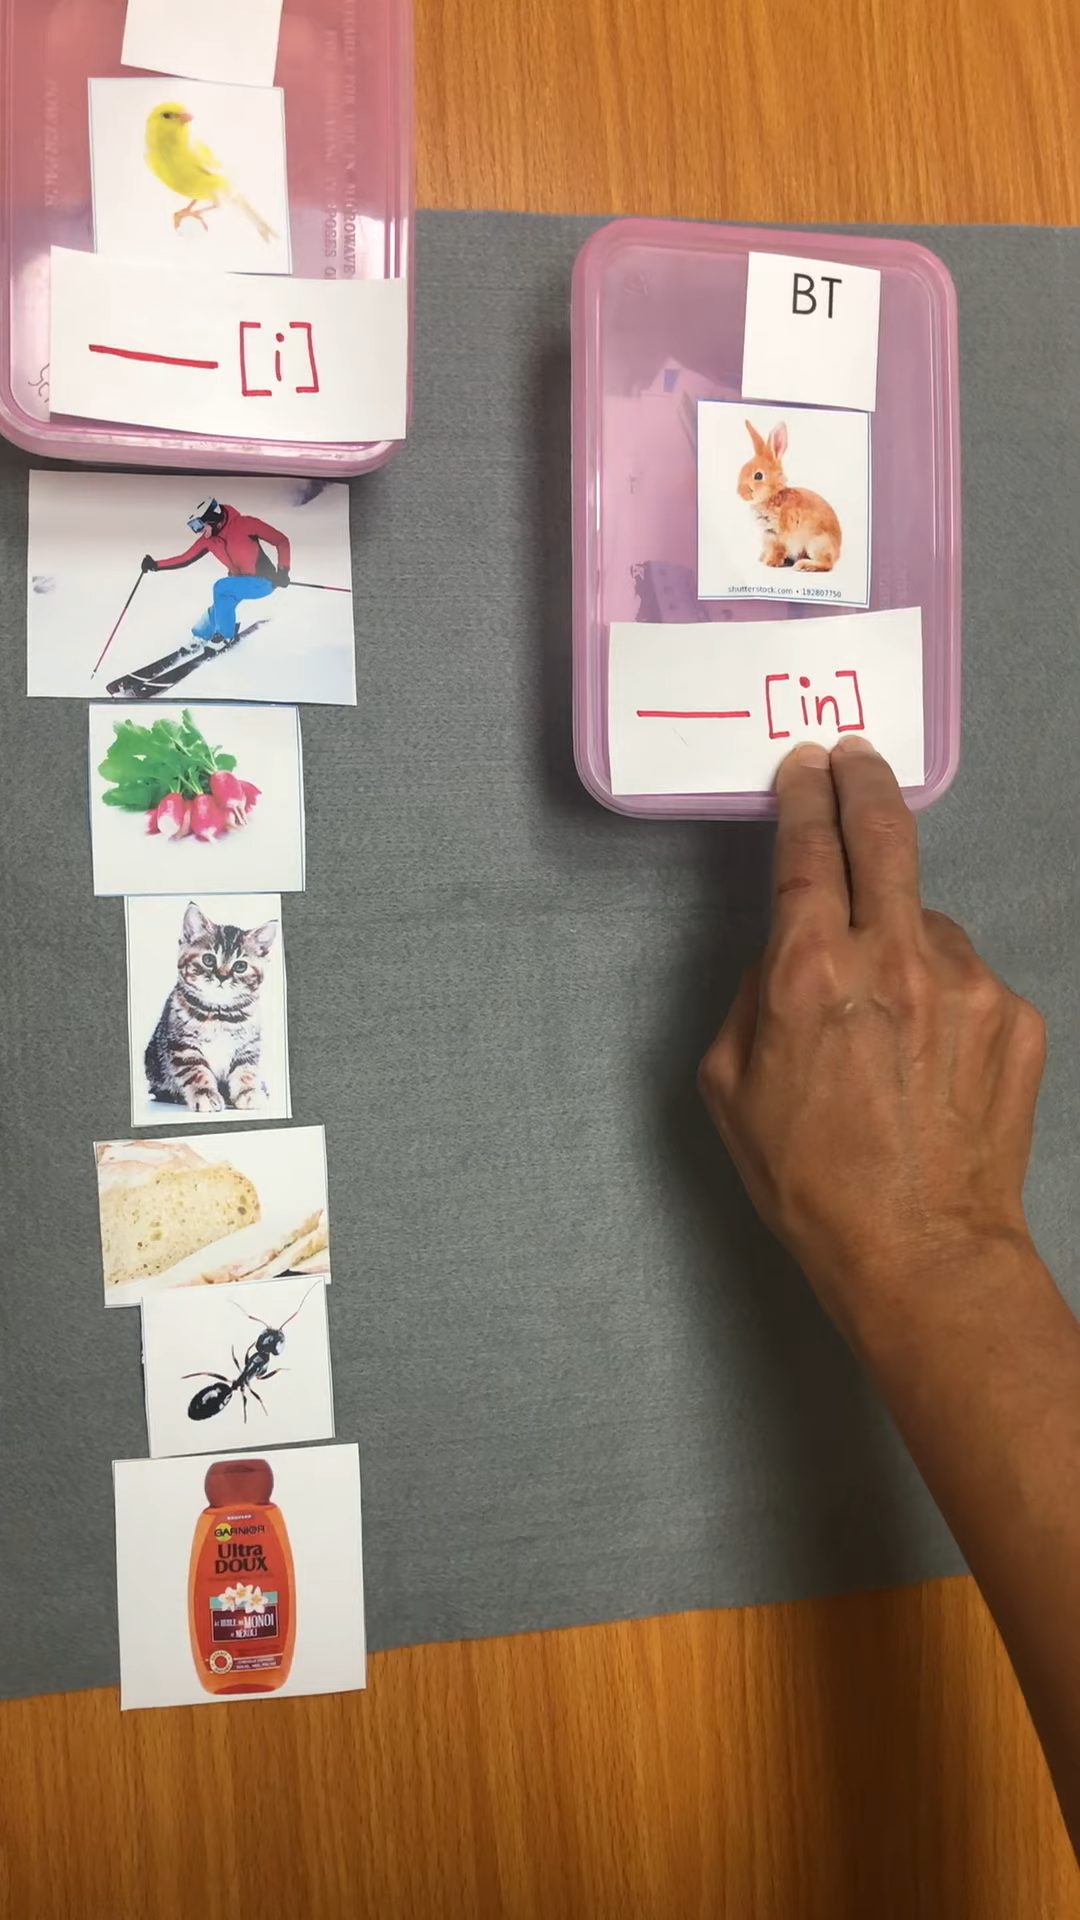 [i]
BT
shutterstock.com • 182807750
[in]
GARNIER
Ultra
DOUX
MONOI